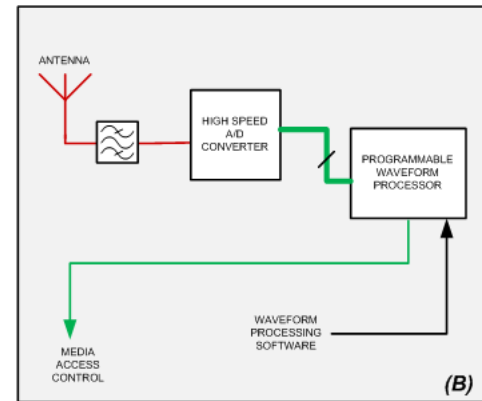 ANTENNA
HIGH SPEED
A/D
CONVERTER
PROGRAMMABLE
WAVEFORM
PROCESSOR
WAVEFORM
PROCESSING
SOFTWARE
MEDIA
ACCESS
CONTROL
(B)